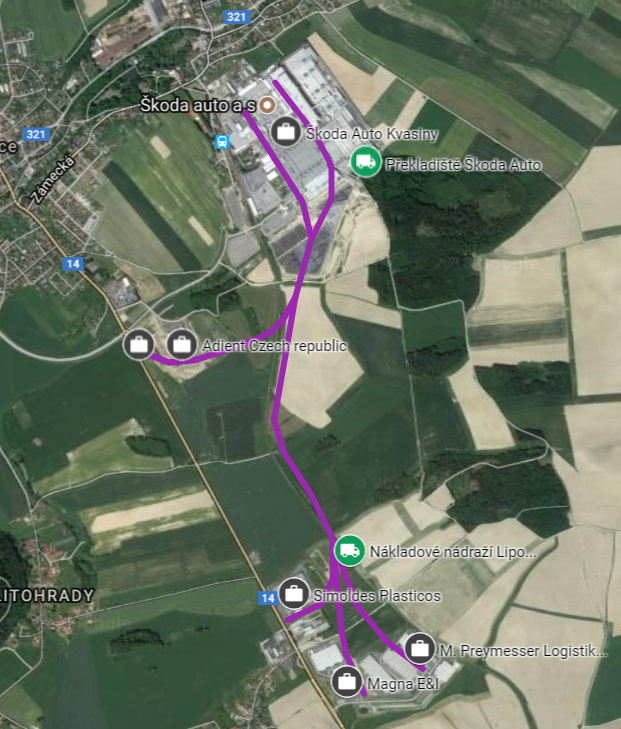 321
Škoda auto a s
Škoda Auto Kvasiny
321
ce
Překladiště Škoda Auto
Zámecká
14
Adient Czech republic
Nákladové nádraží Lipo...
LITOHRADY
14
Simoldes Plasticos
M. Preymesser Logistik...
Magna E&I